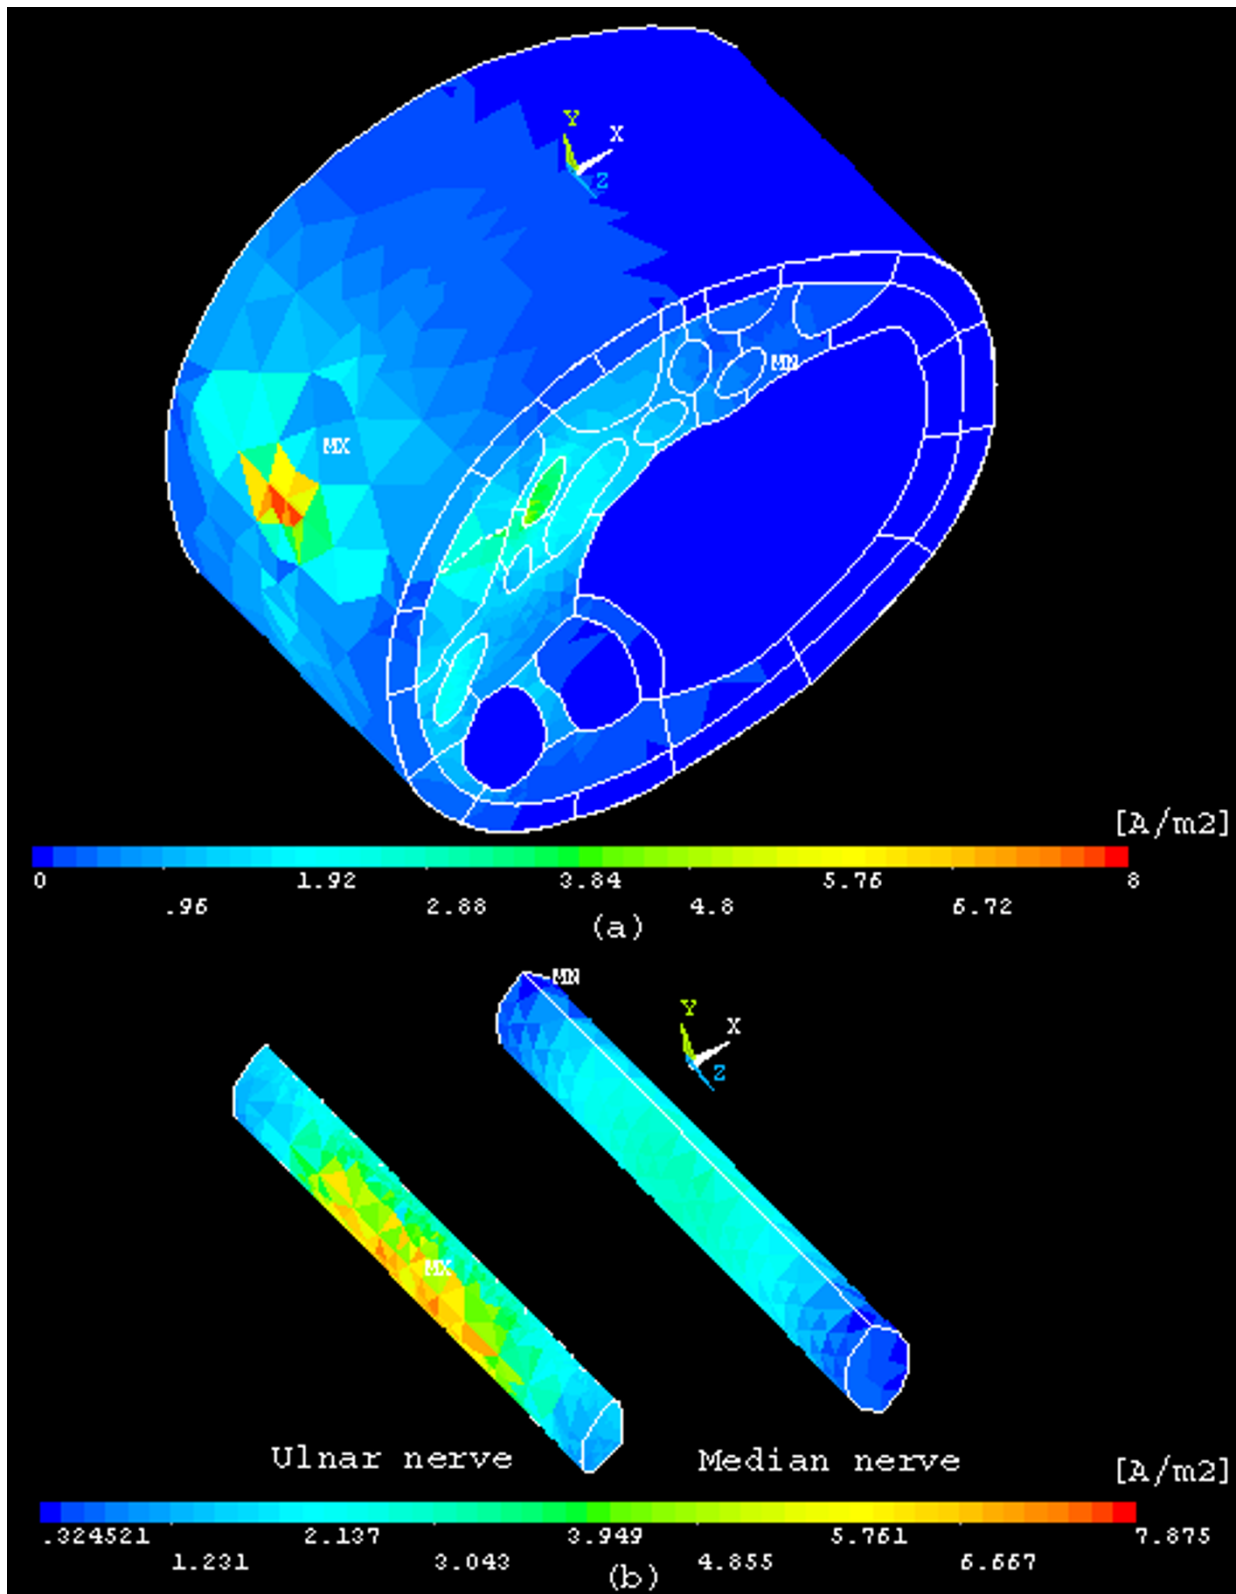 Y
X
Z
MX
MN
[A/m2]
0 1.92 3.84 5.76 8
.96 2.88 4.8 6.72
(a)
MN
Y
X
Z
MX
Ulnar nerve Median nerve
[A/m2]
.324521 2.137 3.949 5.761 7.875
1.231 3.043 4.855 6.667
(b)